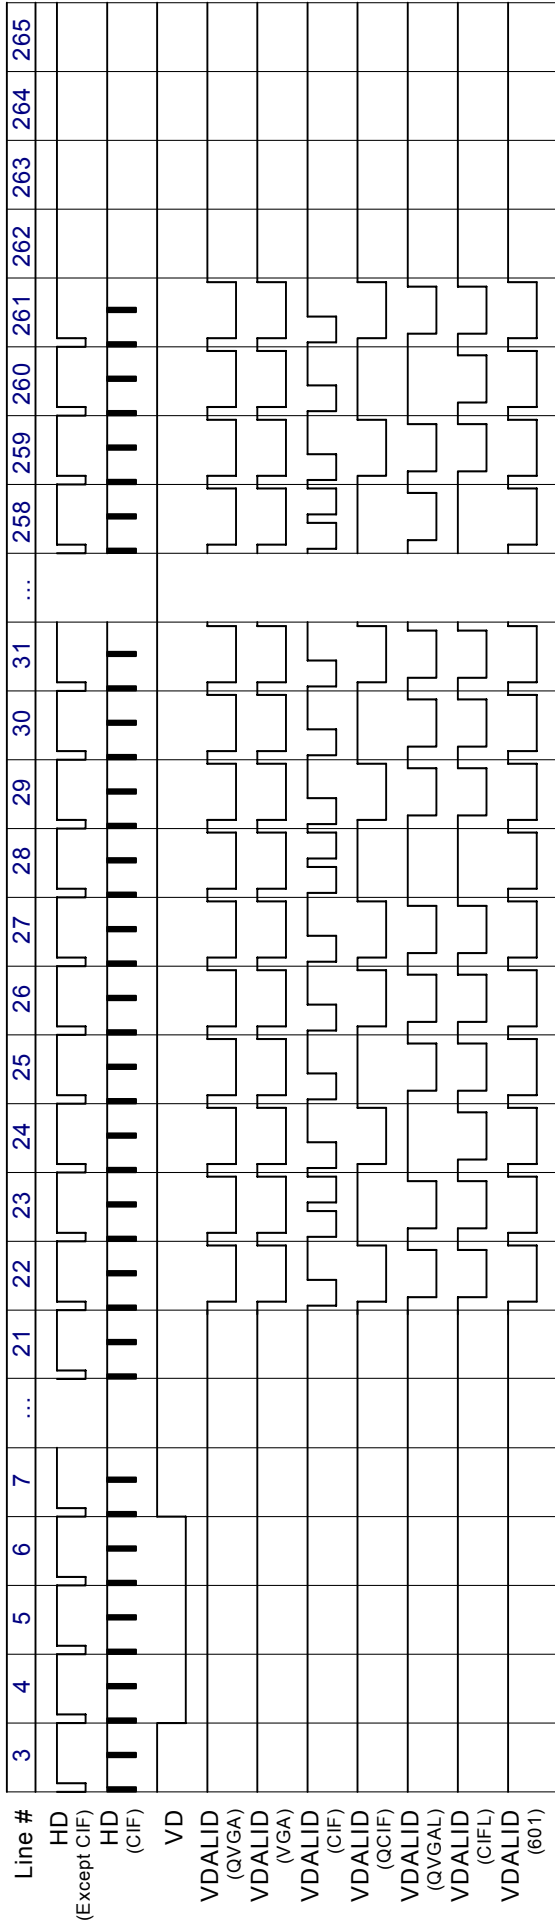 Line # 3 4 5 6 7 ... 21 22 23 24 25 26 27 28 29 30 31 ... 258 259 260 261 262 263 264 265
HD
(Except CIF)
HD
(CIF)
VD
VDALID
(QVGA)
VDALID
(VGA)
VDALID
(CIF)
VDALID
(QCIF)
VDALID
(QVGAL)
VDALID
(CIFL)
VDALID
(601)